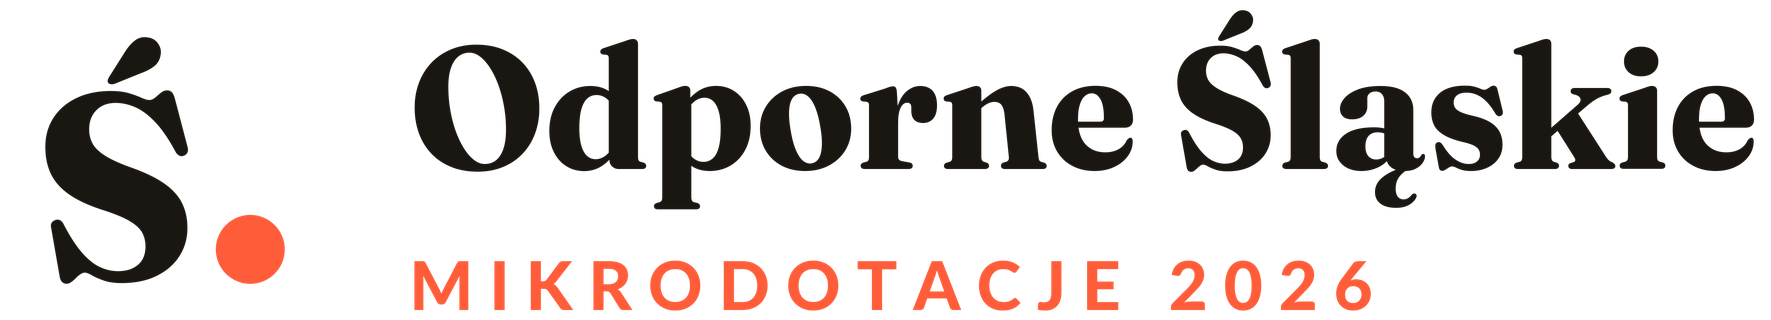 Ś.
Odporne Śląskie
MIKRODOTACJE 2026